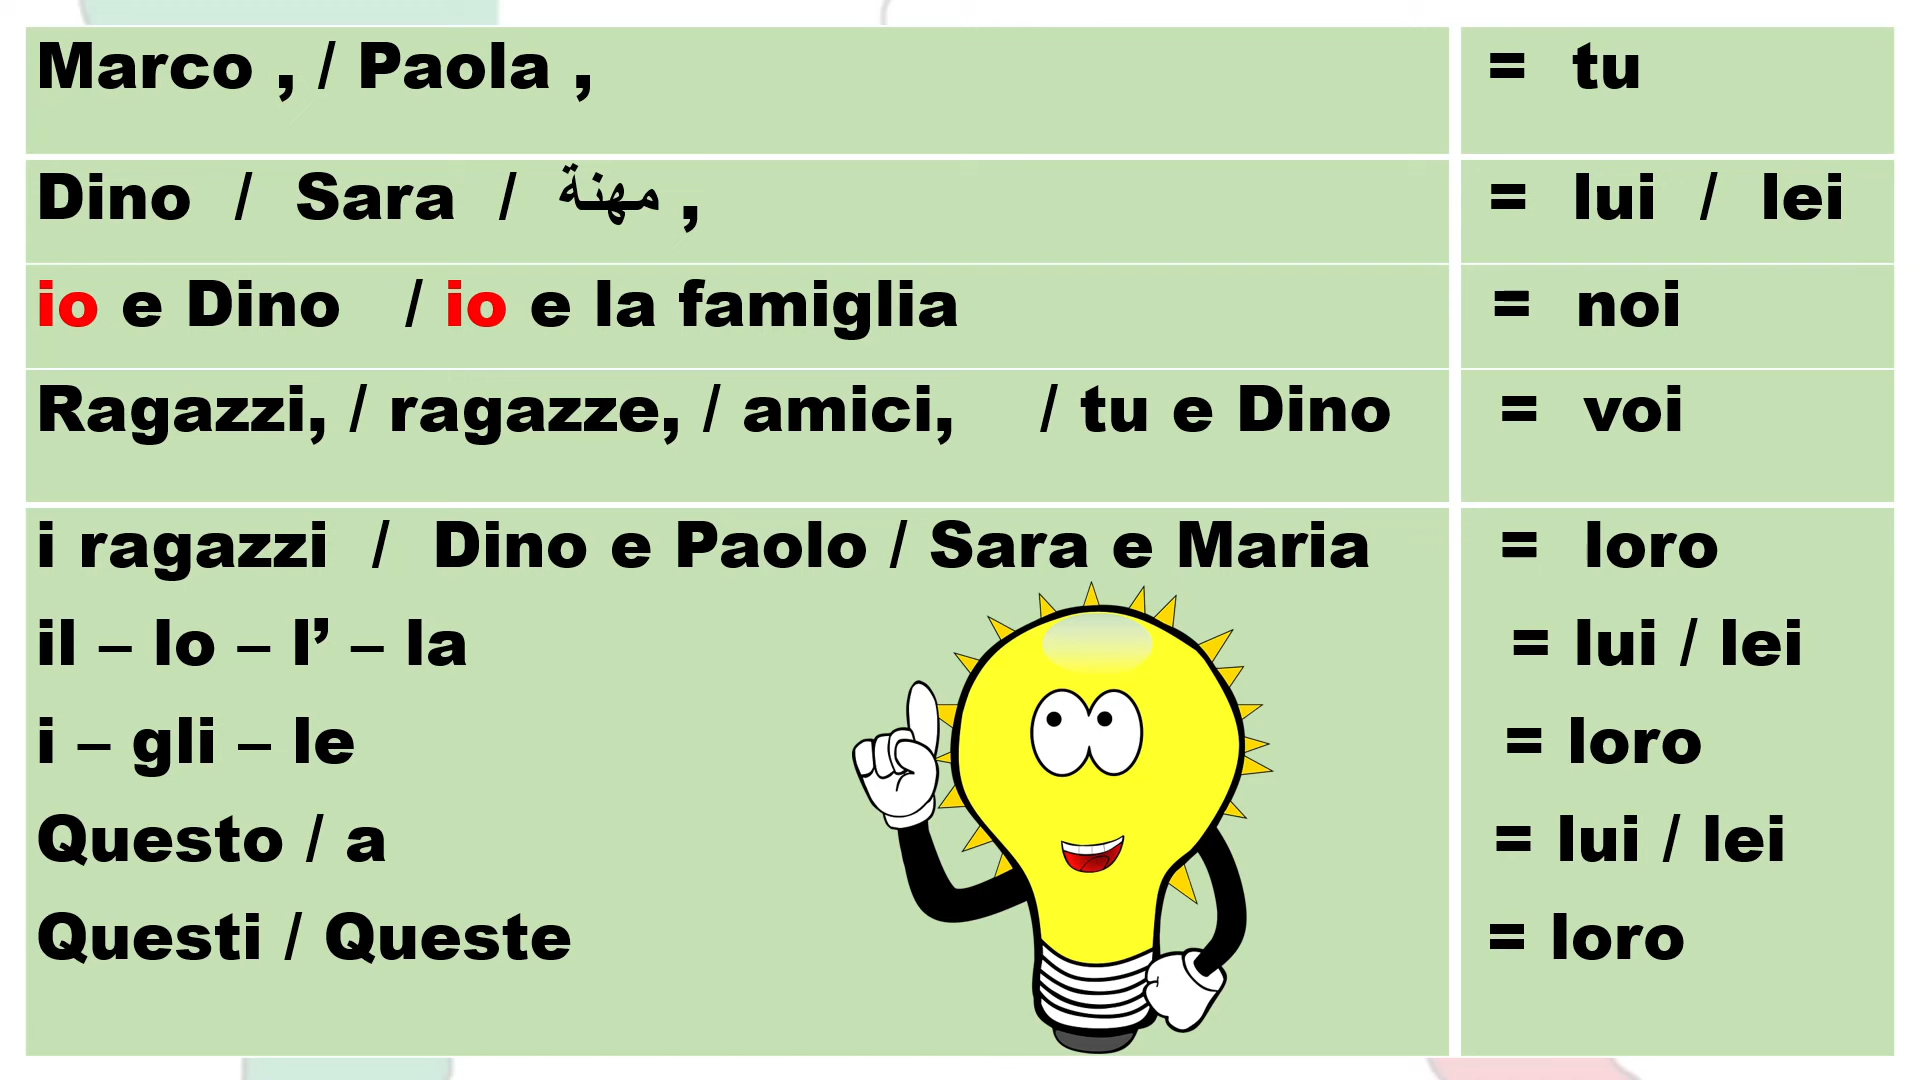 Marco , / Paola , = tu
Dino / Sara / مهنة , = lui / lei
io e Dino / io e la famiglia = noi
Ragazzi, / ragazze, / amici, / tu e Dino = voi
i ragazzi / Dino e Paolo / Sara e Maria = loro
il – lo – l’ – la = lui / lei
i – gli – le = loro
Questo / a = lui / lei
Questi / Queste = loro